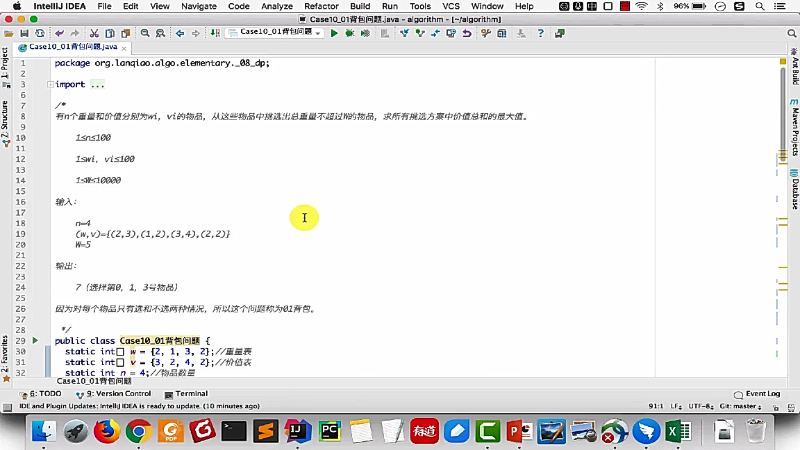 IntelliJ IDEA File Edit View Navigate Code Analyze Refactor Build Run Tools VCS Window Help 96%
Case10_01背包问题.java - algorithm - [~/algorithm]
Case10_01背包问题
Case10_01背包问题.java
1 package org.lanqiao.algo.elementary._08_dp;
2
3 import ...
6
7 /*
8 有n个重量和价值分别为wi，vi的物品，从这些物品中挑选出总重量不超过W的物品，求所有挑选方案中价值总和的最大值。
9
10 1≤n≤100
11
12 1≤wi，vi≤100
13
14 1≤W≤10000
15
16 输入：
17
18 n=4
19 (w,v)={(2,3),(1,2),(3,4),(2,2)}
20 W=5
21
22 输出：
23
24 7（选择第0，1，3号物品）
25
26 因为对每个物品只有选和不选两种情况，所以这个问题称为01背包。
27
28 */
29 public class Case10_01背包问题 {
30 static int[] w = {2, 1, 3, 2};//重量表
31 static int[] v = {3, 2, 4, 2};//价值表
32 static int n = 4;//物品数量
Case10_01背包问题
1: Project
7: Structure
2: Favorites
Ant Build
Maven Projects
Database
6: TODO 9: Version Control Terminal Event Log
IDE and Plugin Updates: IntelliJ IDEA is ready to update. (10 minutes ago) 91:1 LF UTF-8 Git: master
有道